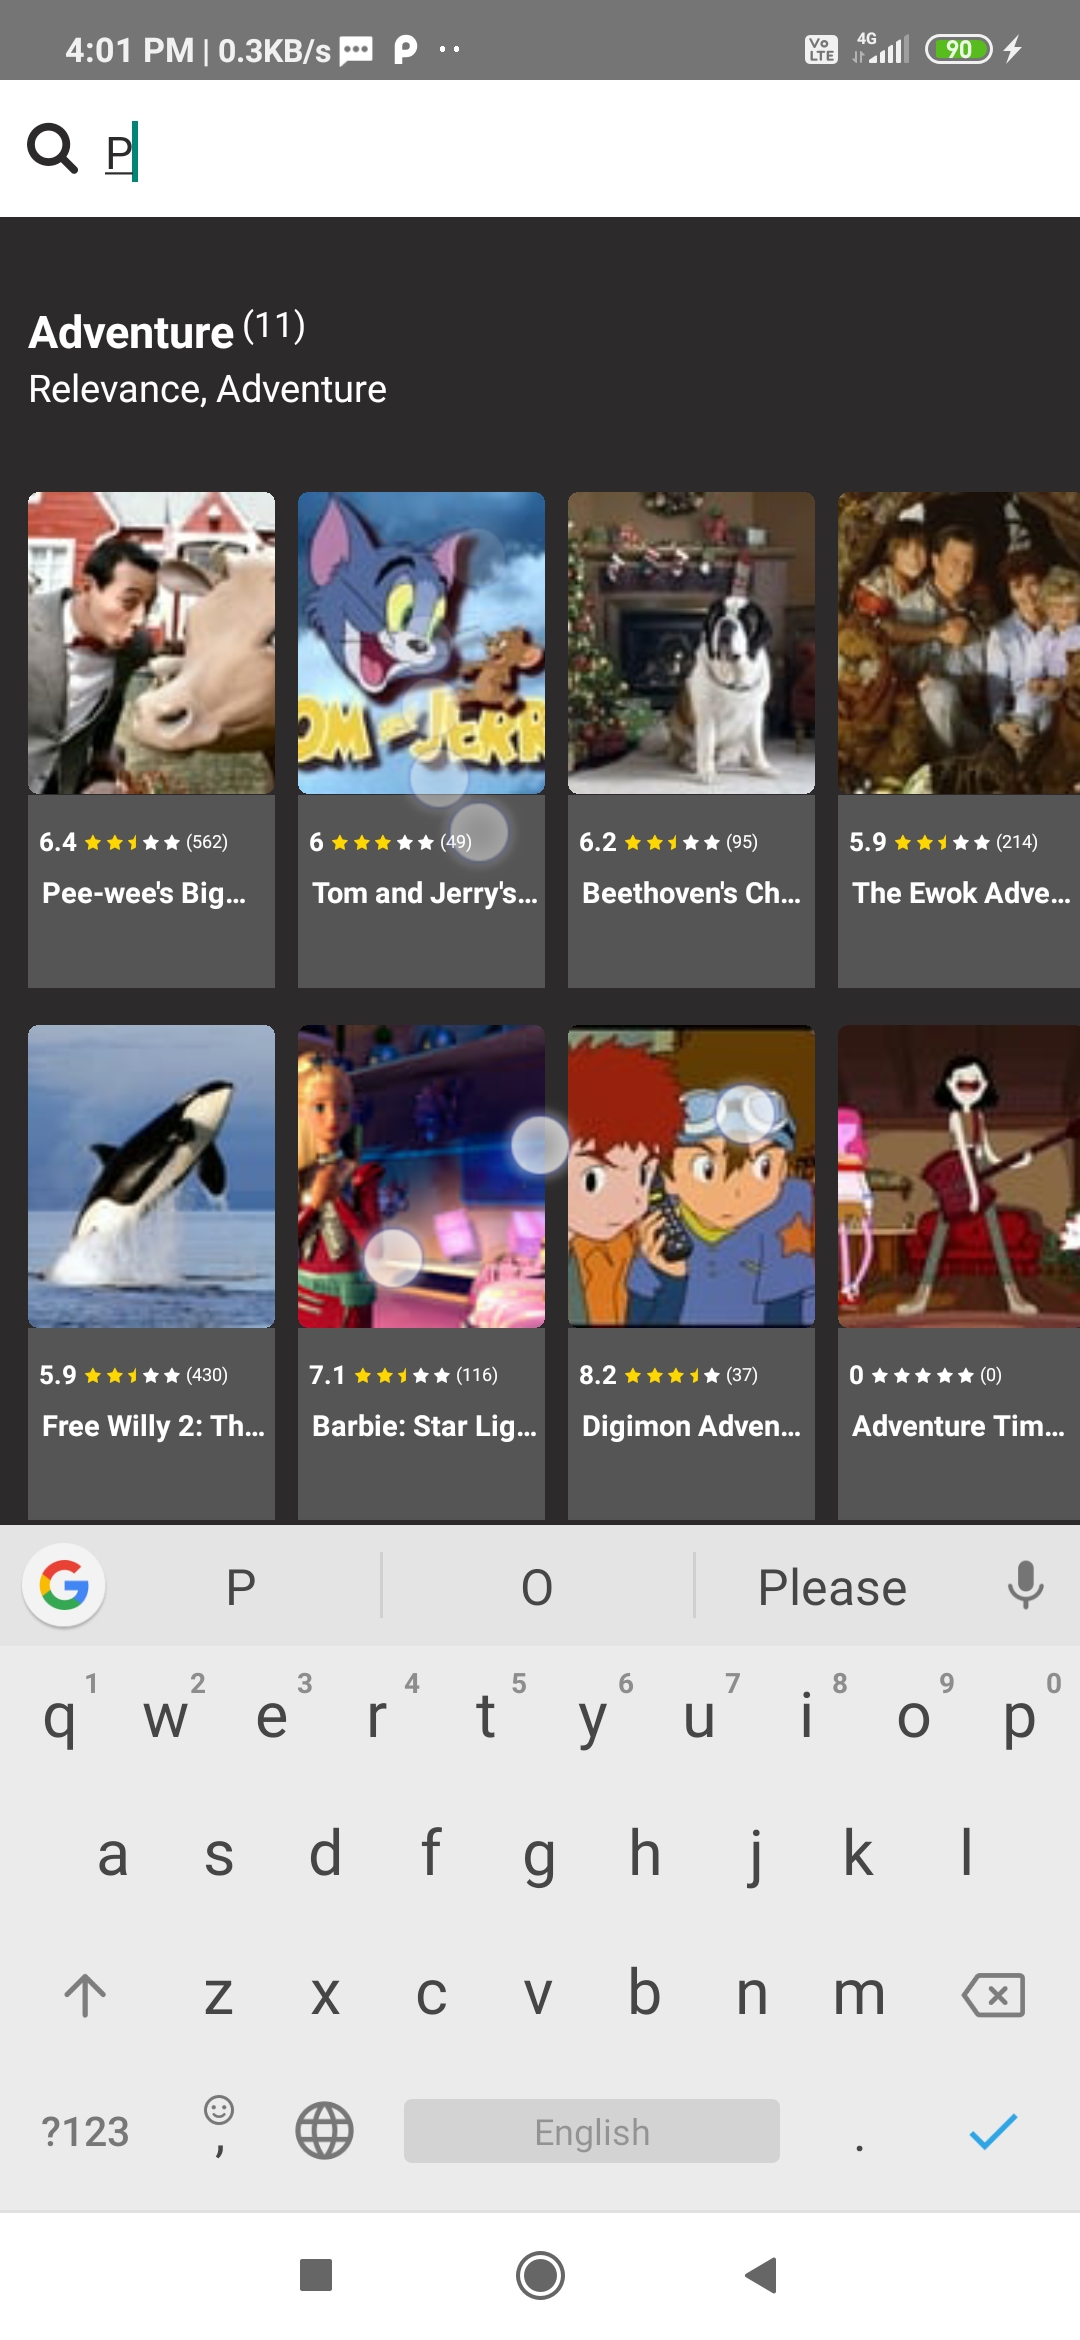 4:01 PM | 0.3KB/s
Vo LTE 4G 90
P
Adventure (11)
Relevance, Adventure
TOM and JERR
6.4 (562)
6 (49)
6.2 (95)
5.9 (214)
Pee-wee's Big...
Tom and Jerry's...
Beethoven's Ch...
The Ewok Adve...
5.9 (430)
7.1 (116)
8.2 (37)
0 (0)
Free Willy 2: Th...
Barbie: Star Lig...
Digimon Adven...
Adventure Tim...
G P O Please
1 2 3 4 5 6 7 8 9 0
q w e r t y u i o p
a s d f g h j k l
z x c v b n m
?123 , English .